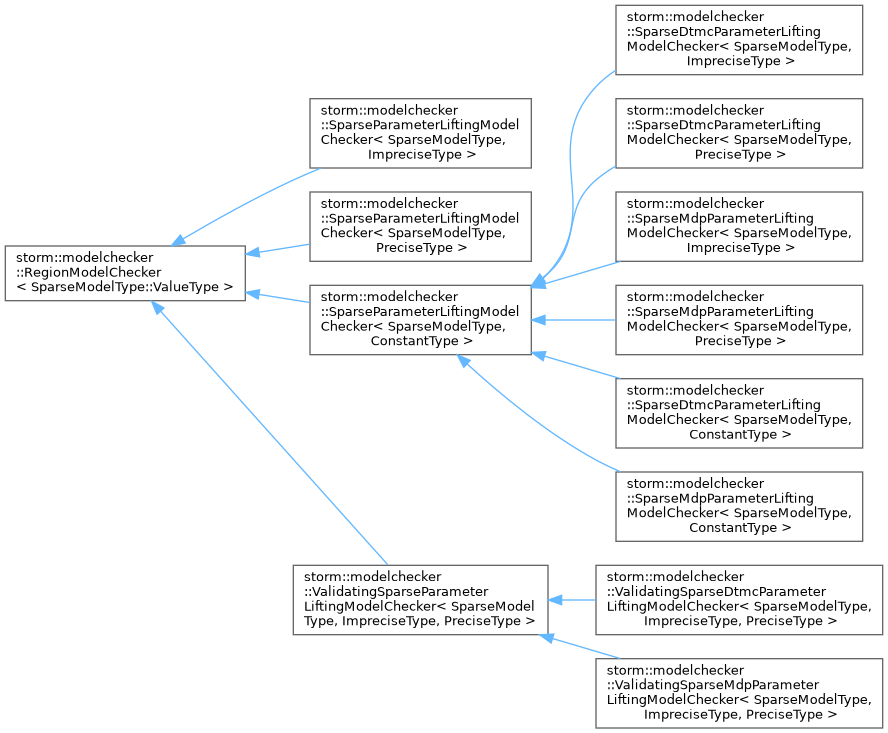 storm::modelchecker
::RegionModelChecker
< SparseModelType::ValueType >
storm::modelchecker
::SparseParameterLiftingModel
Checker< SparseModelType,
ImpreciseType >
storm::modelchecker
::SparseParameterLiftingModel
Checker< SparseModelType,
PreciseType >
storm::modelchecker
::SparseParameterLiftingModel
Checker< SparseModelType,
ConstantType >
storm::modelchecker
::ValidatingSparseParameter
LiftingModelChecker< SparseModel
Type, ImpreciseType, PreciseType >
storm::modelchecker
::SparseDtmcParameterLifting
ModelChecker< SparseModelType,
ImpreciseType >
storm::modelchecker
::SparseDtmcParameterLifting
ModelChecker< SparseModelType,
PreciseType >
storm::modelchecker
::SparseMdpParameterLifting
ModelChecker< SparseModelType,
ImpreciseType >
storm::modelchecker
::SparseMdpParameterLifting
ModelChecker< SparseModelType,
PreciseType >
storm::modelchecker
::SparseDtmcParameterLifting
ModelChecker< SparseModelType,
ConstantType >
storm::modelchecker
::SparseMdpParameterLifting
ModelChecker< SparseModelType,
ConstantType >
storm::modelchecker
::ValidatingSparseDtmcParameter
LiftingModelChecker< SparseModelType,
ImpreciseType, PreciseType >
storm::modelchecker
::ValidatingSparseMdpParameter
LiftingModelChecker< SparseModelType,
ImpreciseType, PreciseType >